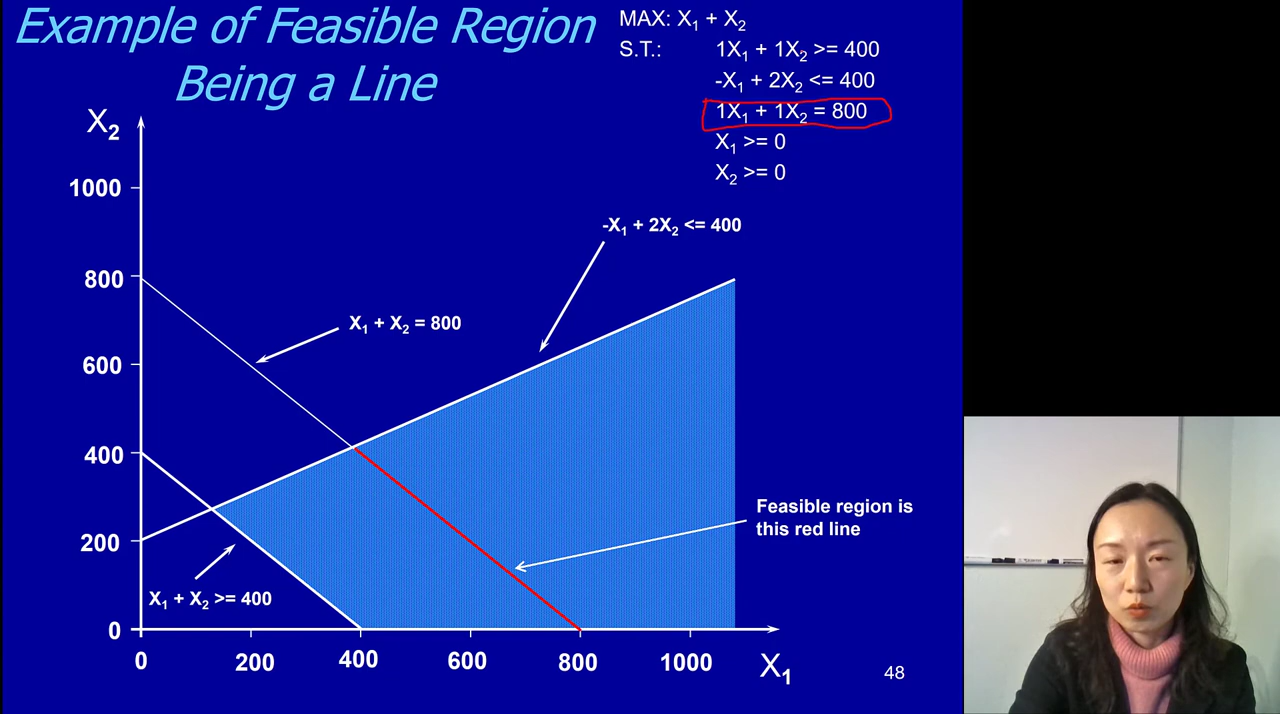 Example of Feasible Region
Being a Line
MAX: X₁ + X₂
S.T.: 1X₁ + 1X₂ >= 400
-X₁ + 2X₂ <= 400
1X₁ + 1X₂ = 800
X₁ >= 0
X₂ >= 0
X₂
1000
800
600
400
200
0
-X₁ + 2X₂ <= 400
X₁ + X₂ = 800
Feasible region is
this red line
X₁ + X₂ >= 400
0 200 400 600 800 1000
X₁
48